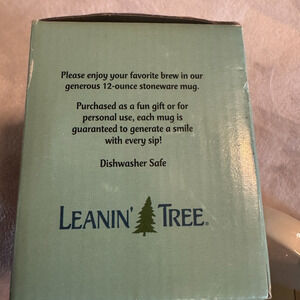 Please enjoy your favorite brew in our
generous 12-ounce stoneware mug.
Purchased as a fun gift or for
personal use, each mug is
guaranteed to generate a smile
with every sip!
Dishwasher Safe
LEANIN' TREE®